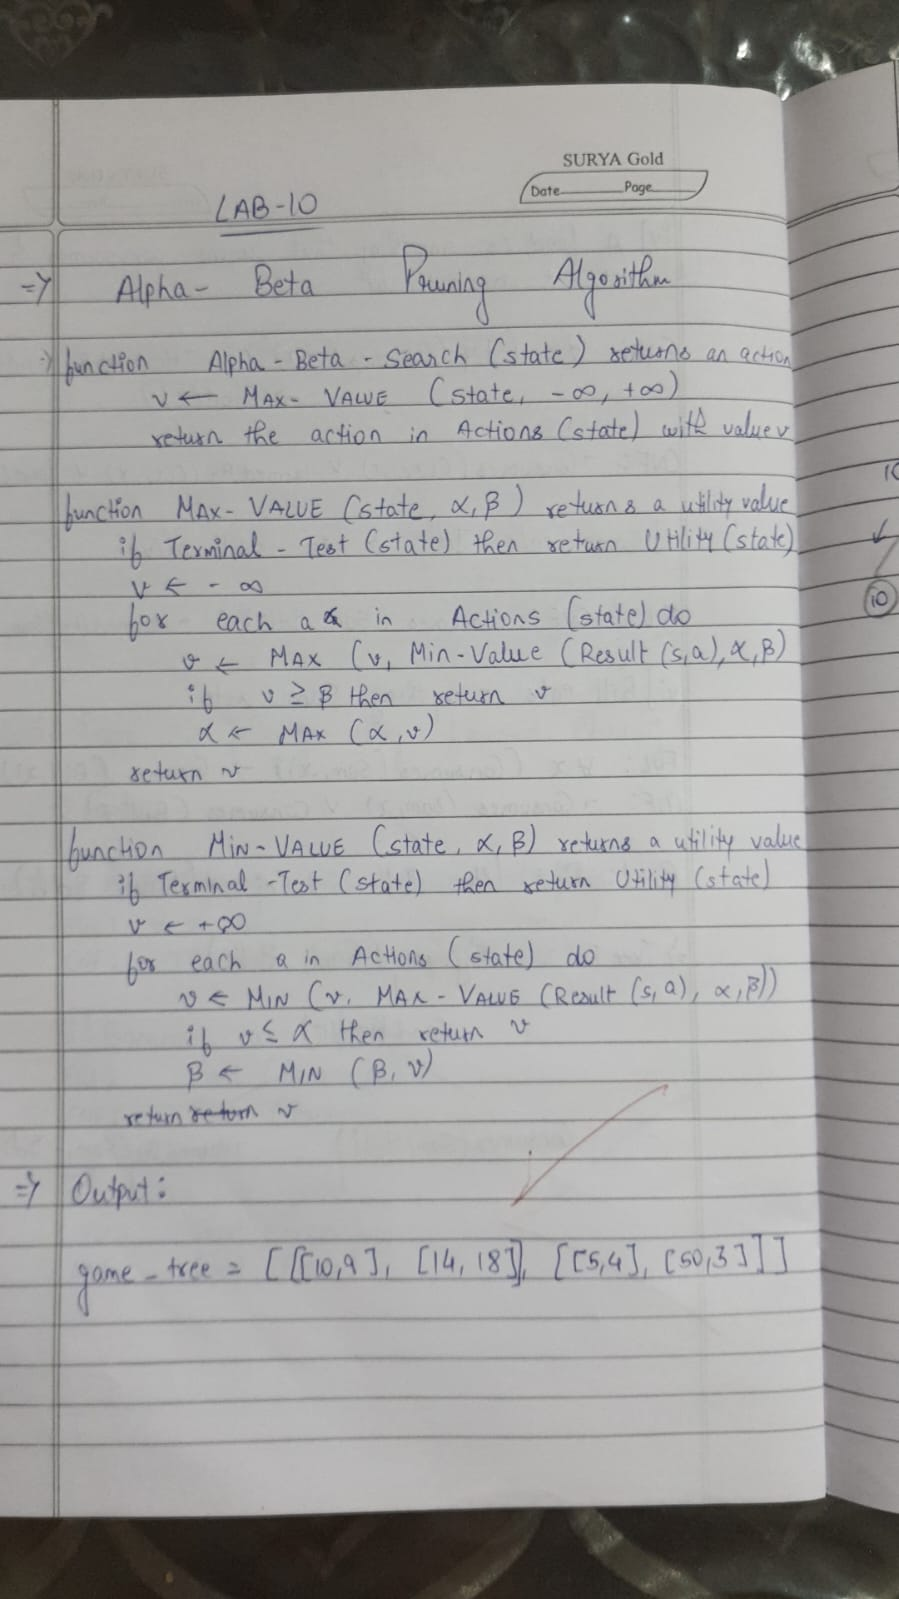 SURYA Gold
Date Page
LAB-10
=> Alpha- Beta Pruning Algorithm
function Alpha-Beta-Search (state) returns an action
v ← MAX-VALUE (state, -∞, +∞)
return the action in Actions (state) with value v
function MAX-VALUE (state, α, β) returns a utility value
if Terminal-Test (state) then return Utility (state)
v ← -∞
for each a in Actions (state) do
v ← MAX (v, Min-Value (Result (s,a), α, β)
if v ≥ β then return v
α ← MAX (α, v)
return v
function MIN-VALUE (state, α, β) returns a utility value
if Terminal-Test (state) then return Utility (state)
v ← +∞
for each a in Actions (state) do
v ← MIN (v, MAX-VALUE (Result (s,a), α, β))
if v ≤ α then return v
β ← MIN (β, v)
return return v
=> Output:
game_tree = [[[10,9], [14, 18]], [[5,4], [50,3]]]
10
10